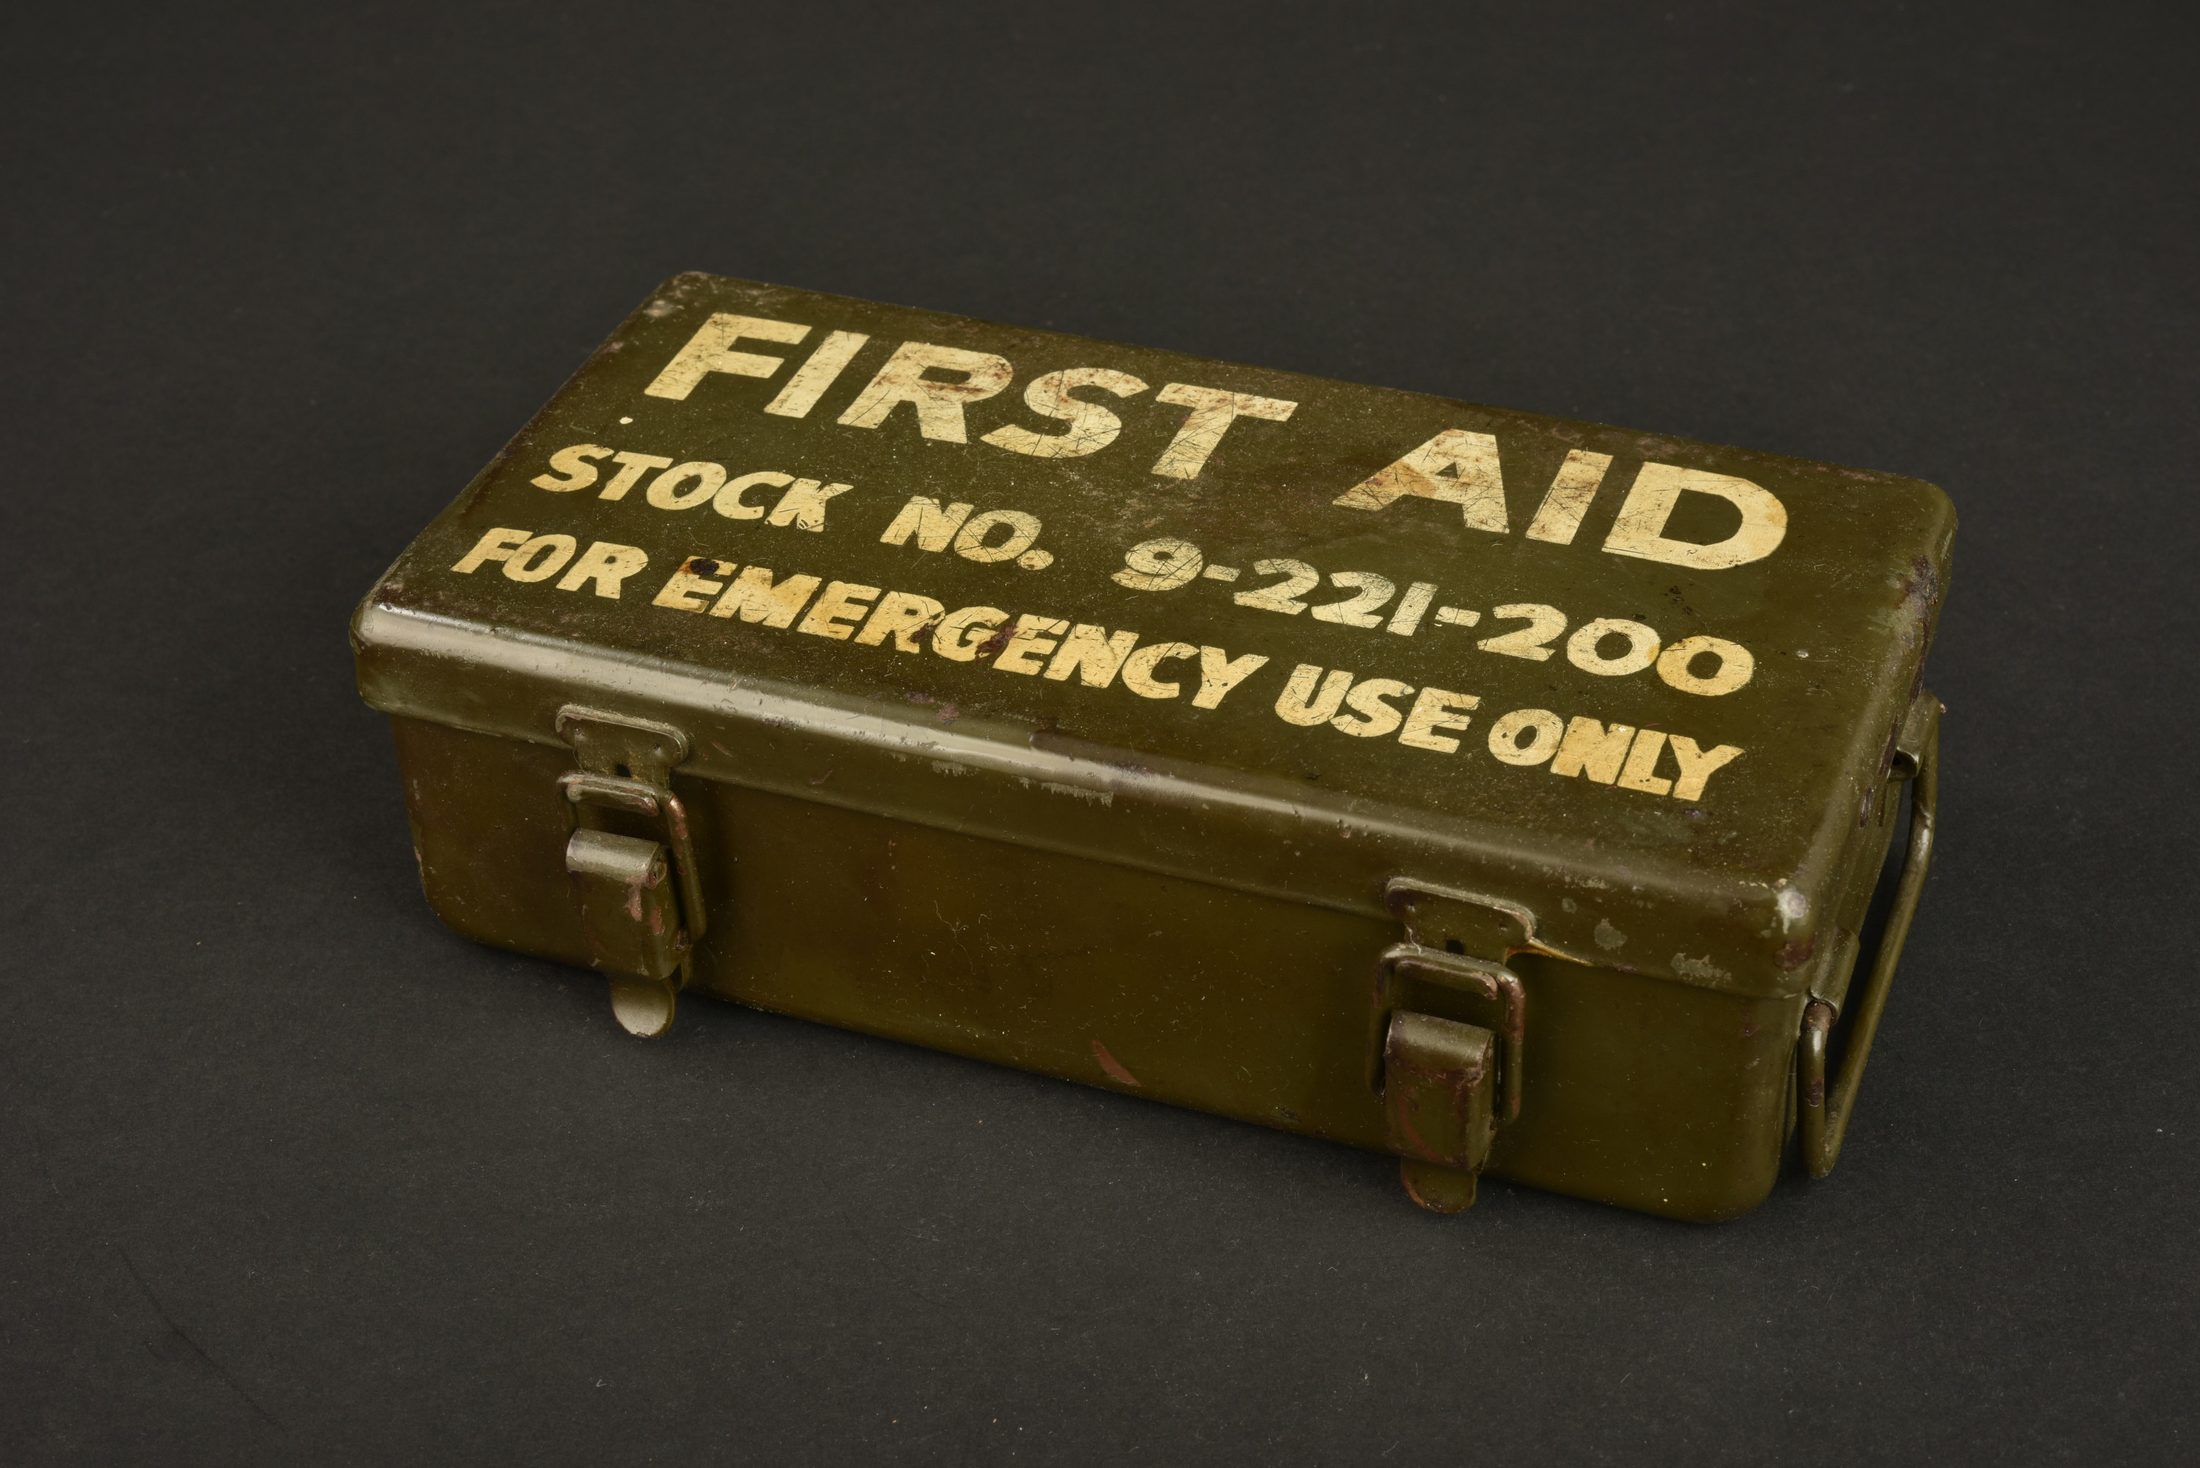 FIRST AID
STOCK NO. 9-221-200
FOR EMERGENCY USE ONLY